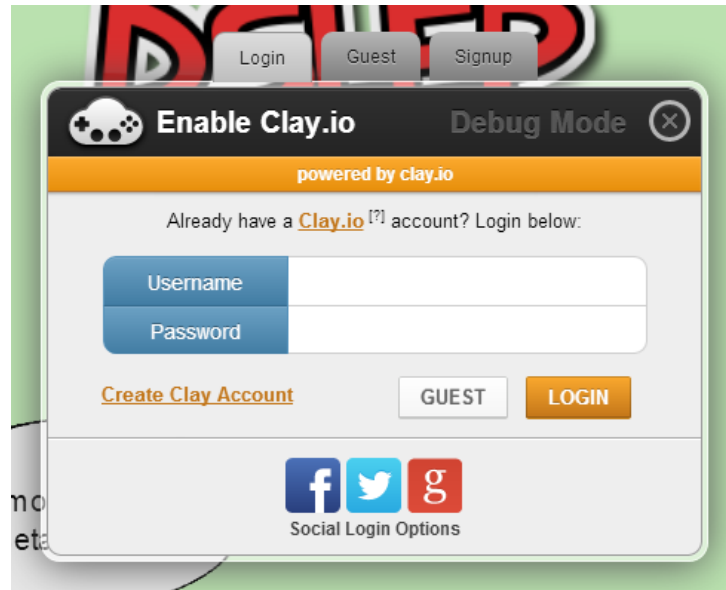 Login Guest Signup
Enable Clay.io Debug Mode
powered by clay.io
Already have a Clay.io [?] account? Login below:
Username
Password
Create Clay Account GUEST LOGIN
f g
Social Login Options